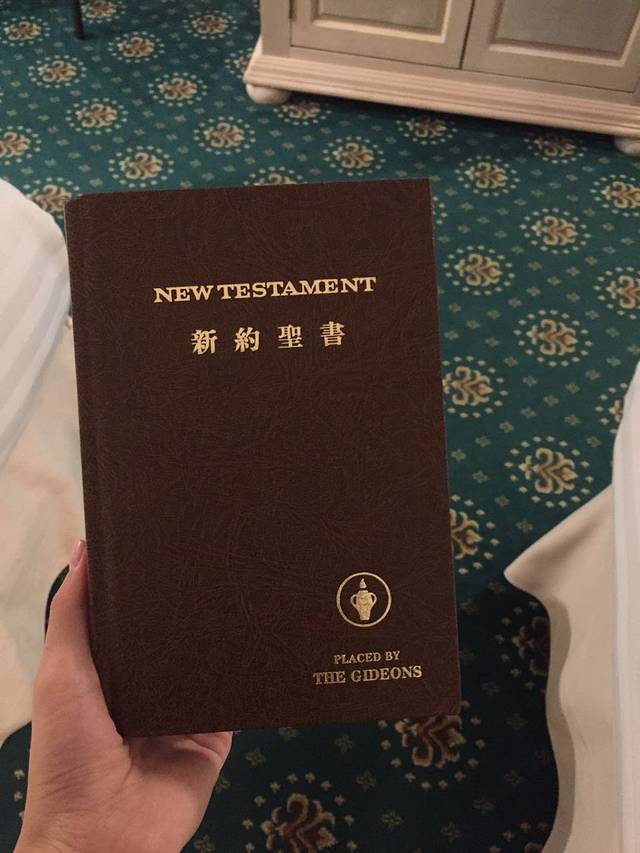 NEW TESTAMENT
新約聖書
PLACED BY
THE GIDEONS